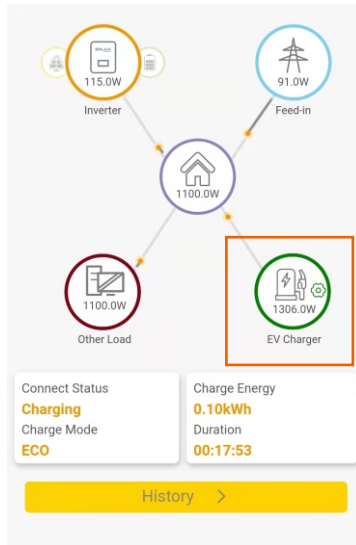 115.0W
Inverter
91.0W
Feed-in
1100.0W
1100.0W
Other Load
1306.0W
EV Charger
Connect Status
Charging
Charge Mode
ECO
Charge Energy
0.10kWh
Duration
00:17:53
History >